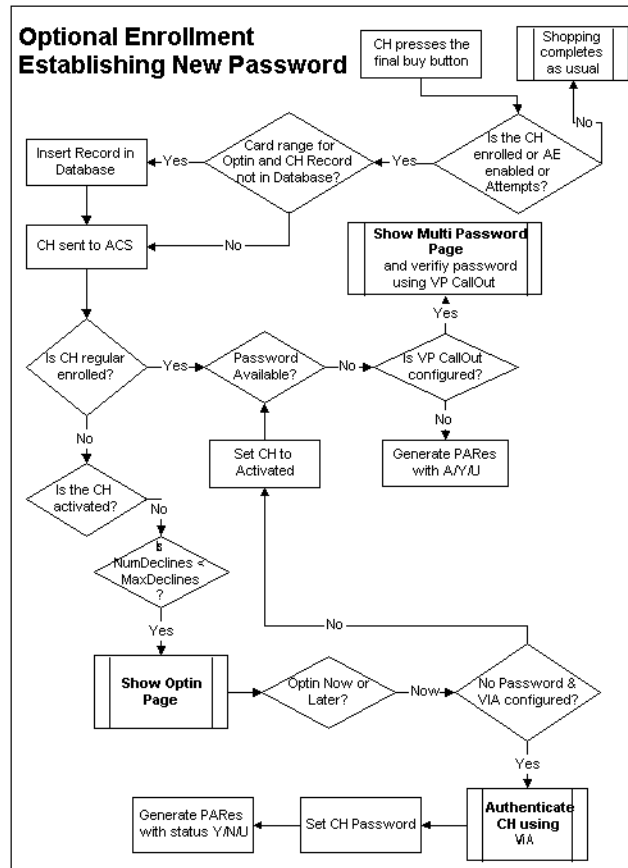 Optional Enrollment
Establishing New Password
CH presses the
final buy button
Shopping
completes
as usual
No
Is the CH
enrolled or AE
enabled or
Attempts?
Yes
Card range for
Optin and CH Record
not in Database?
Yes
Insert Record in
Database
No
CH sent to ACS
Show Multi Password
Page
and verifiy password
using VP CallOut
Yes
Is CH regular
enrolled?
Yes
Password
Available?
No
Is VP CallOut
configured?
No
No
Set CH to
Activated
Generate PARes
with A/Y/U
Is the CH
activated?
No
Is
NumDeclines <
MaxDeclines
?
No
Yes
Show Optin
Page
Optin Now or
Later?
Now
No Password &
VIA configured?
Yes
Generate PARes
with status Y/N/U
Set CH Password
Authenticate
CH using
ViA